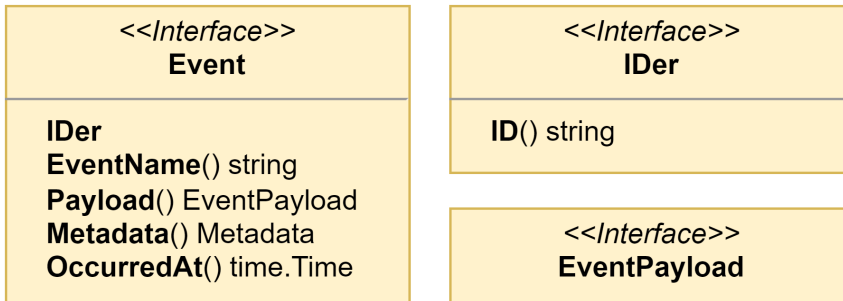 <<Interface>>
Event
IDer
EventName() string
Payload() EventPayload
Metadata() Metadata
OccurredAt() time.Time
<<Interface>>
IDer
ID() string
<<Interface>>
EventPayload